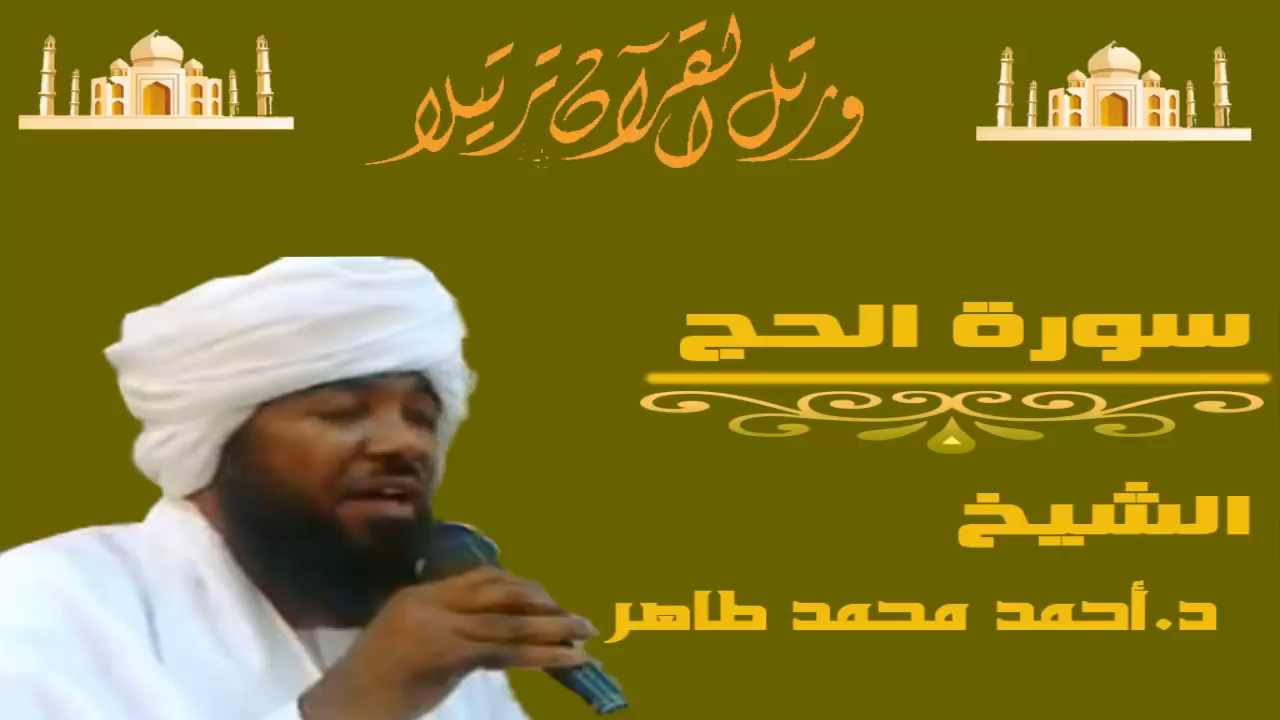 ورتل القرآن ترتيلا
سورة الحج
الشيخ
د.أحمد محمد طاهر